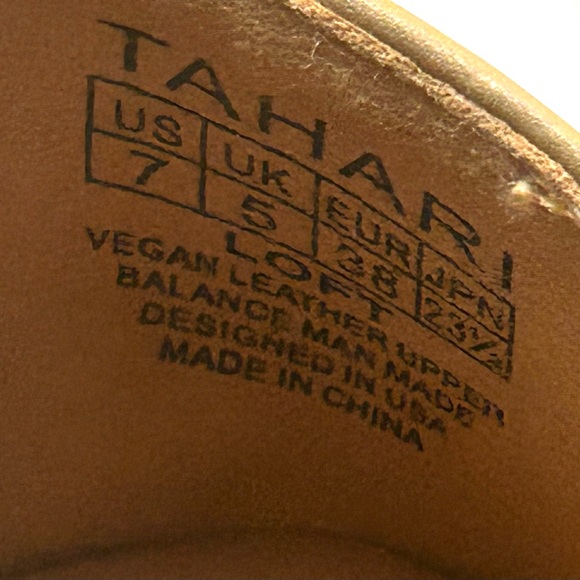 TAHARI
US UK EUR JPN
7 5 38 23½
LOFT
VEGAN LEATHER UPPER
BALANCE MAN MADE
DESIGNED IN USA
MADE IN CHINA